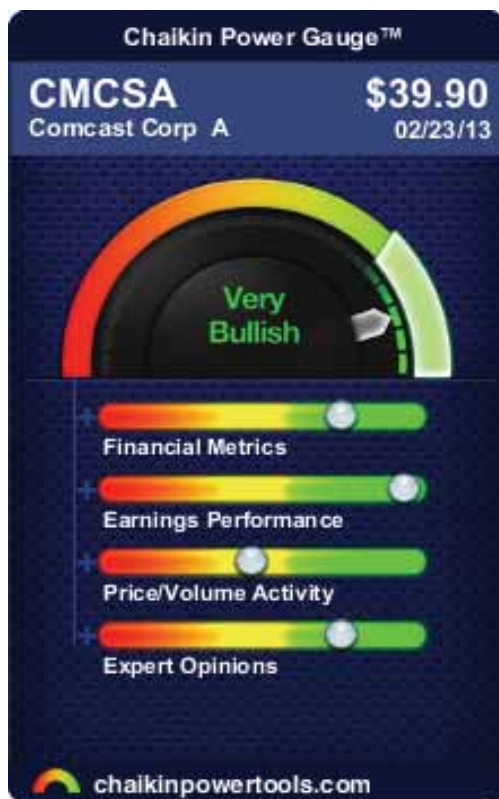 Chaikin Power Gauge™
CMCSA $39.90
Comcast Corp A 02/23/13
Very
Bullish
Financial Metrics
Earnings Performance
Price/Volume Activity
Expert Opinions
chaikinpowertools.com